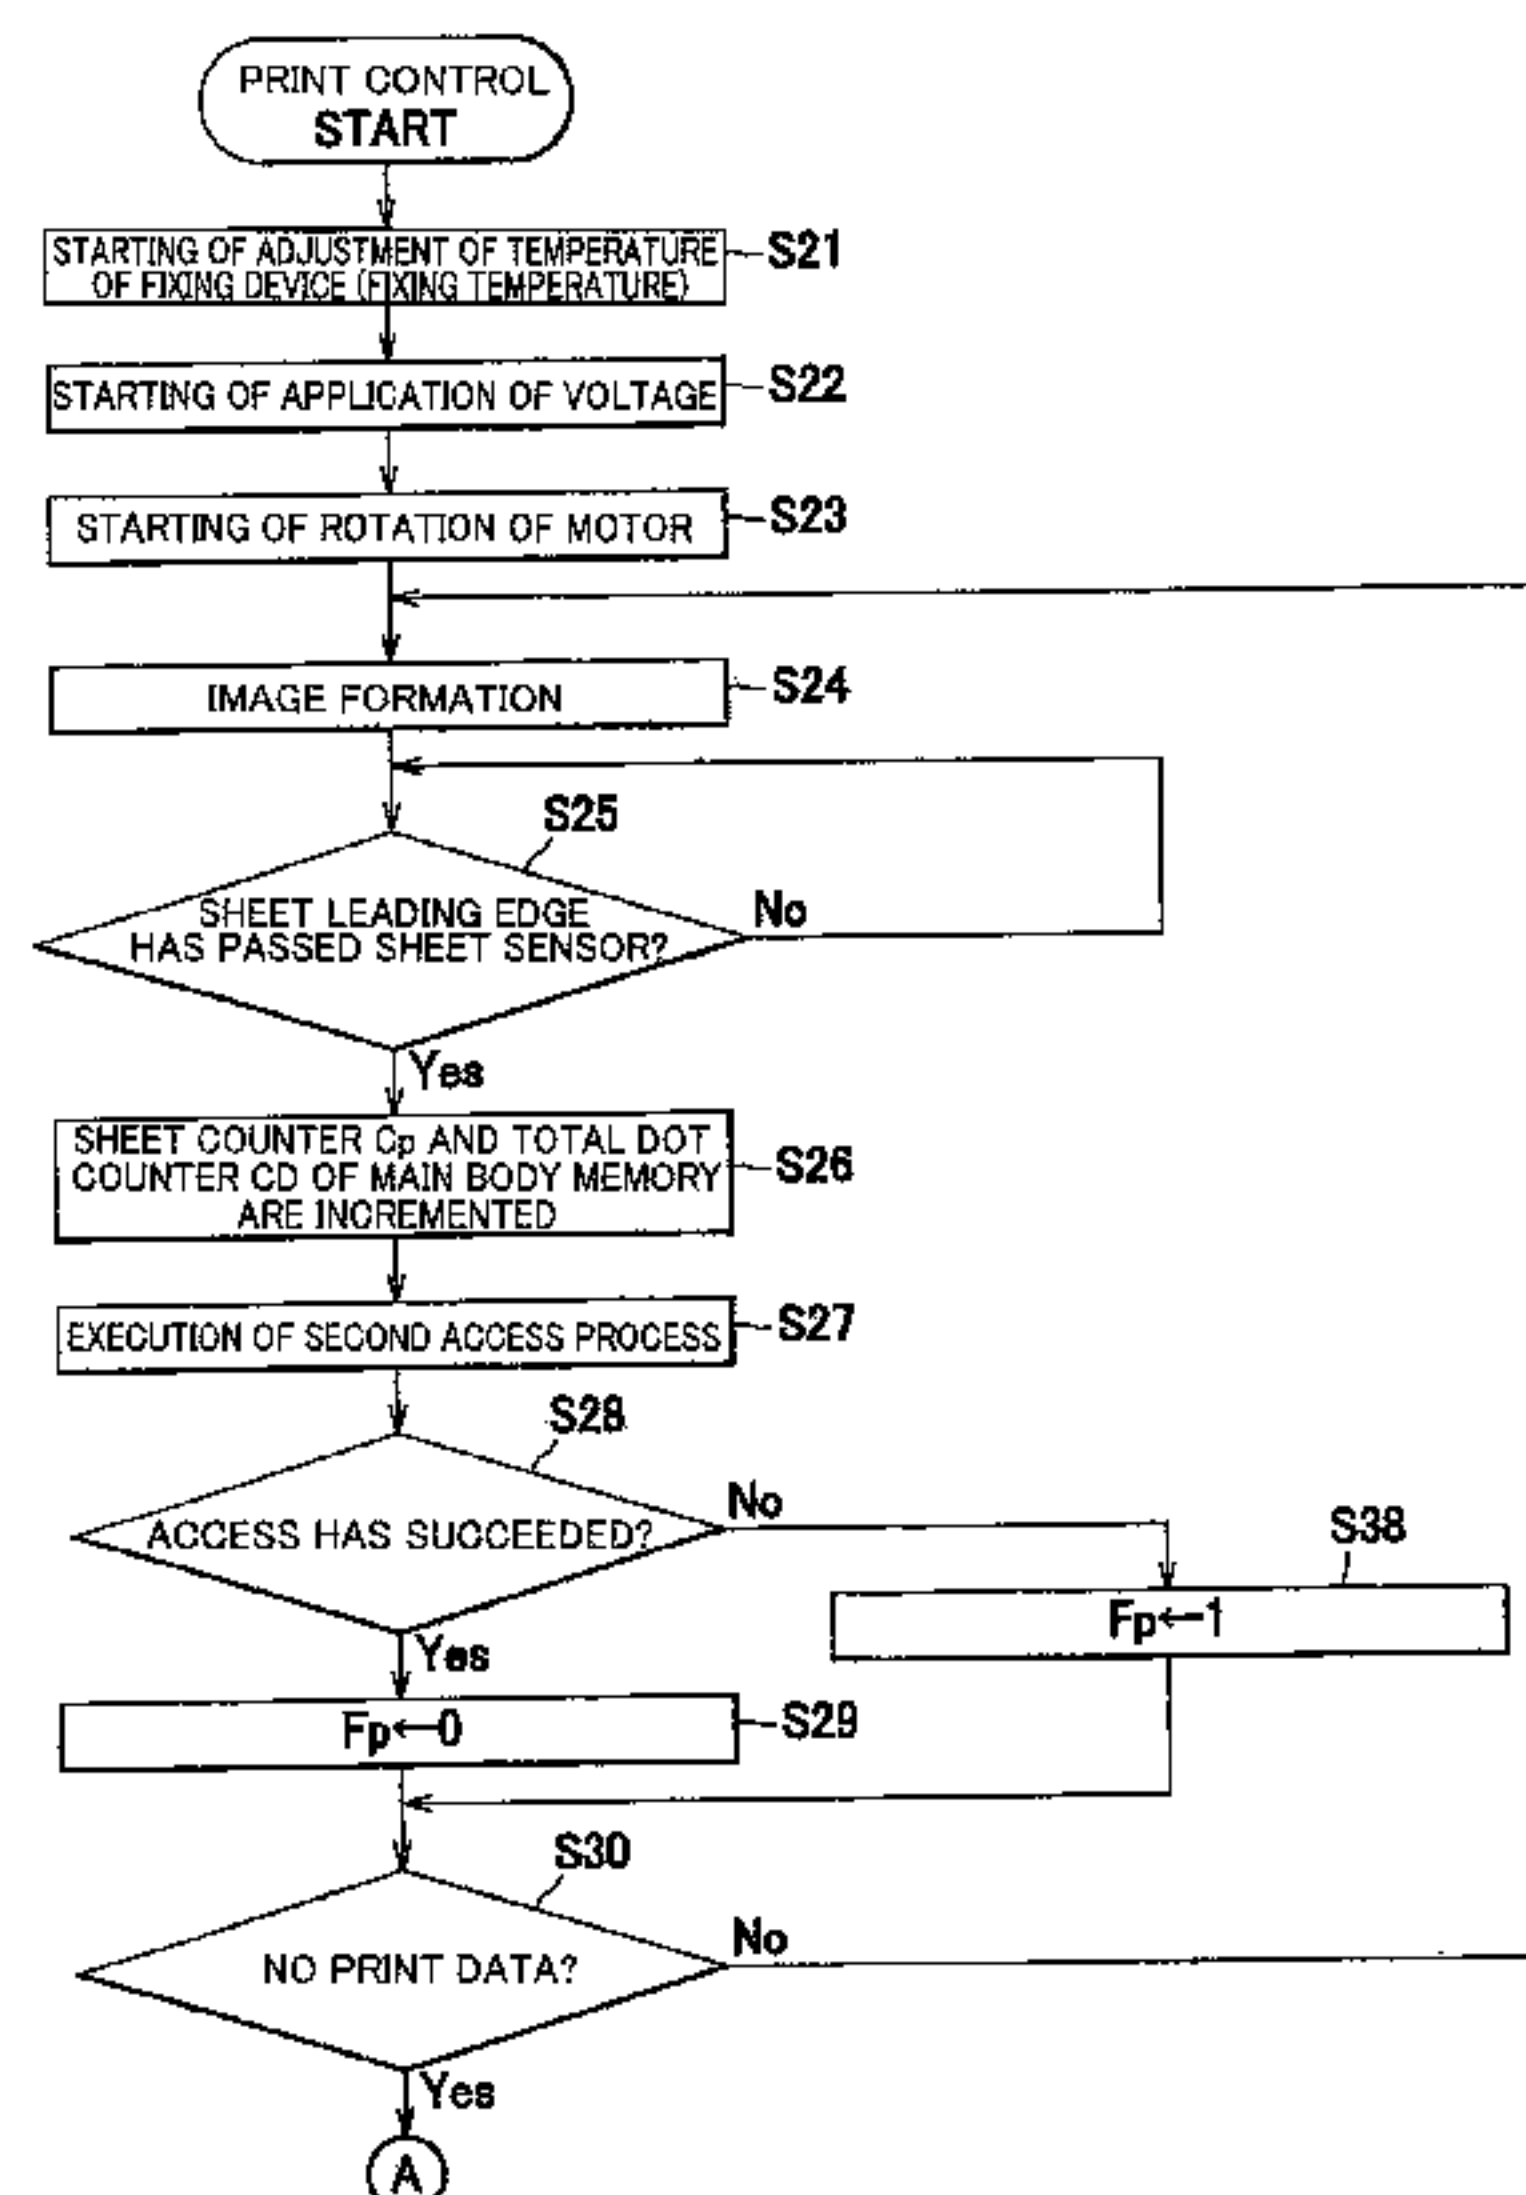 PRINT CONTROL
START
STARTING OF ADJUSTMENT OF TEMPERATURE
OF FIXING DEVICE (FIXING TEMPERATURE)
S21
STARTING OF APPLICATION OF VOLTAGE
S22
STARTING OF ROTATION OF MOTOR
S23
IMAGE FORMATION
S24
S25
SHEET LEADING EDGE
HAS PASSED SHEET SENSOR?
No
Yes
SHEET COUNTER Cp AND TOTAL DOT
COUNTER CD OF MAIN BODY MEMORY
ARE INCREMENTED
S26
EXECUTION OF SECOND ACCESS PROCESS
S27
S28
ACCESS HAS SUCCEEDED?
No
S38
Fp←1
Yes
Fp←0
S29
S30
NO PRINT DATA?
No
Yes
A